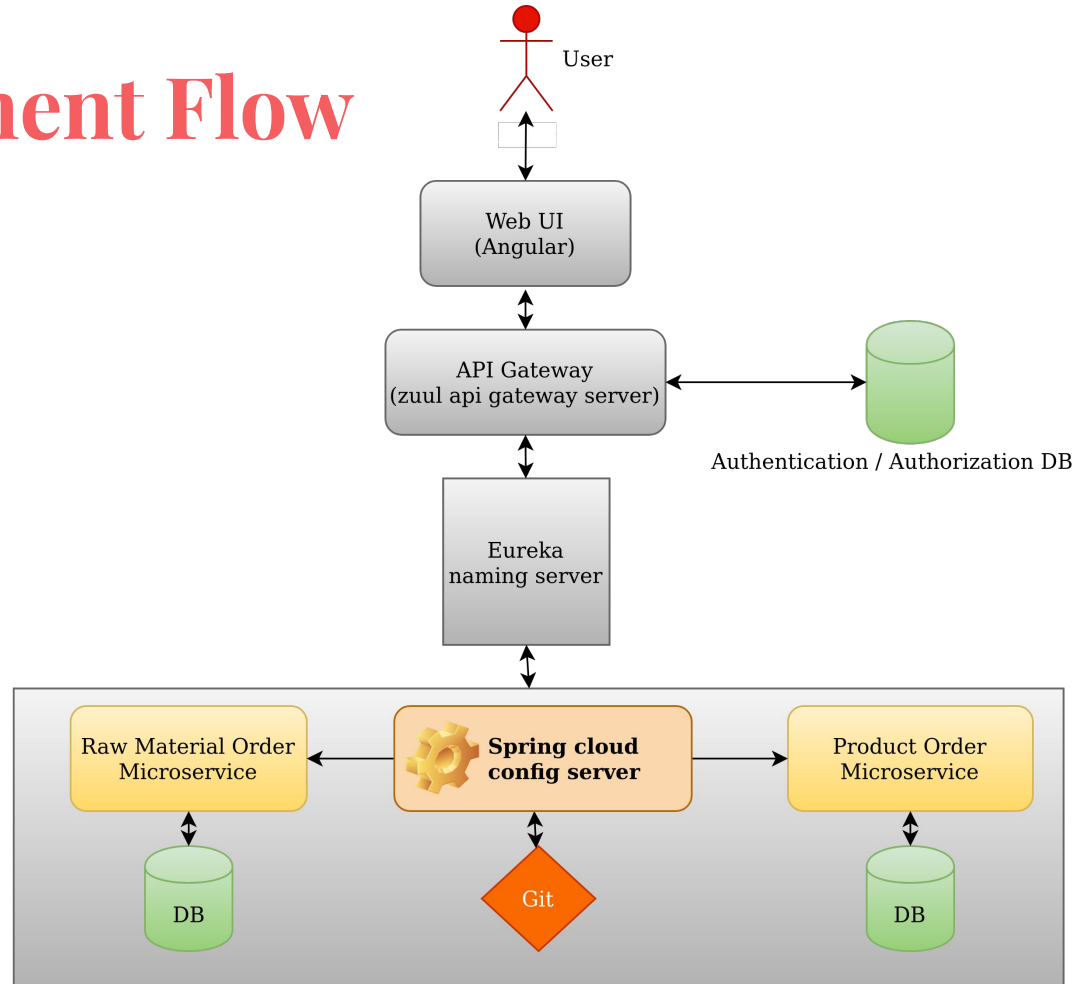 User
ent Flow
Web UI
(Angular)
API Gateway
(zuul api gateway server)
Authentication / Authorization DB
Eureka
naming server
Raw Material Order
Microservice
Spring cloud
config server
Product Order
Microservice
DB
Git
DB